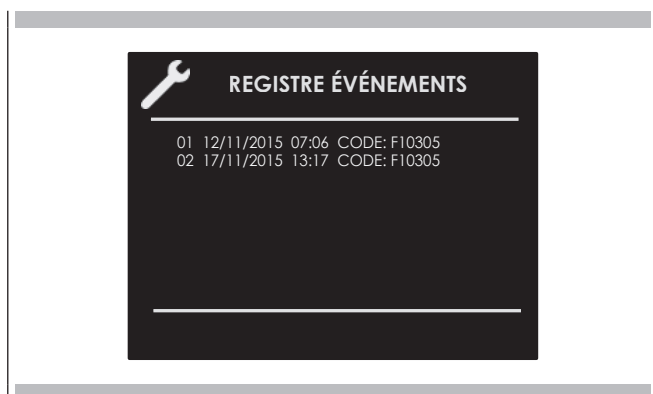 REGISTRE ÉVÉNEMENTS
01 12/11/2015 07:06 CODE: F10305
02 17/11/2015 13:17 CODE: F10305